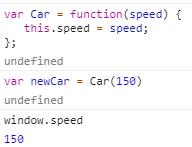 var Car = function(speed) {
   this.speed = speed;
};
undefined
var newCar = Car(150)
undefined
window.speed
150